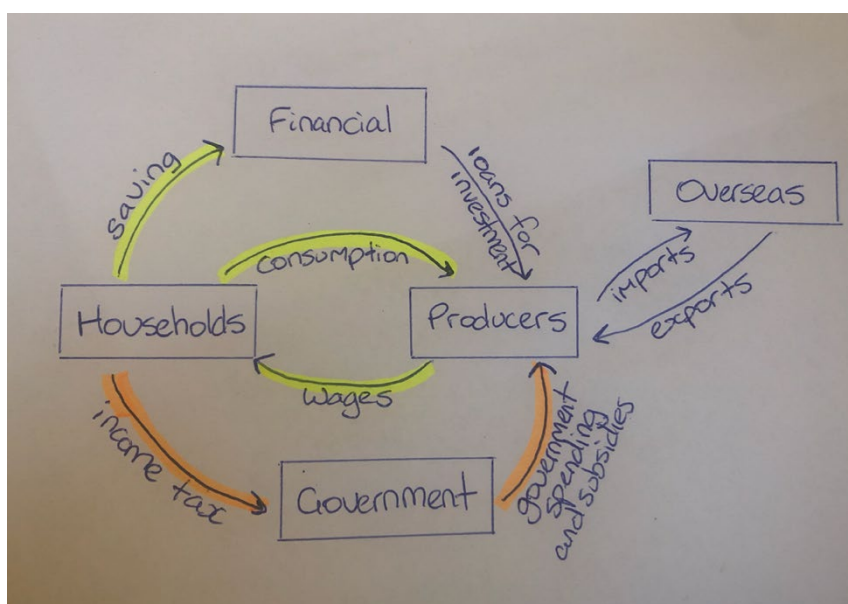 Financial
saving
loans for
investment
Overseas
consumption
imports
exports
Households
Producers
wages
income tax
Government
government
spending
and subsidies